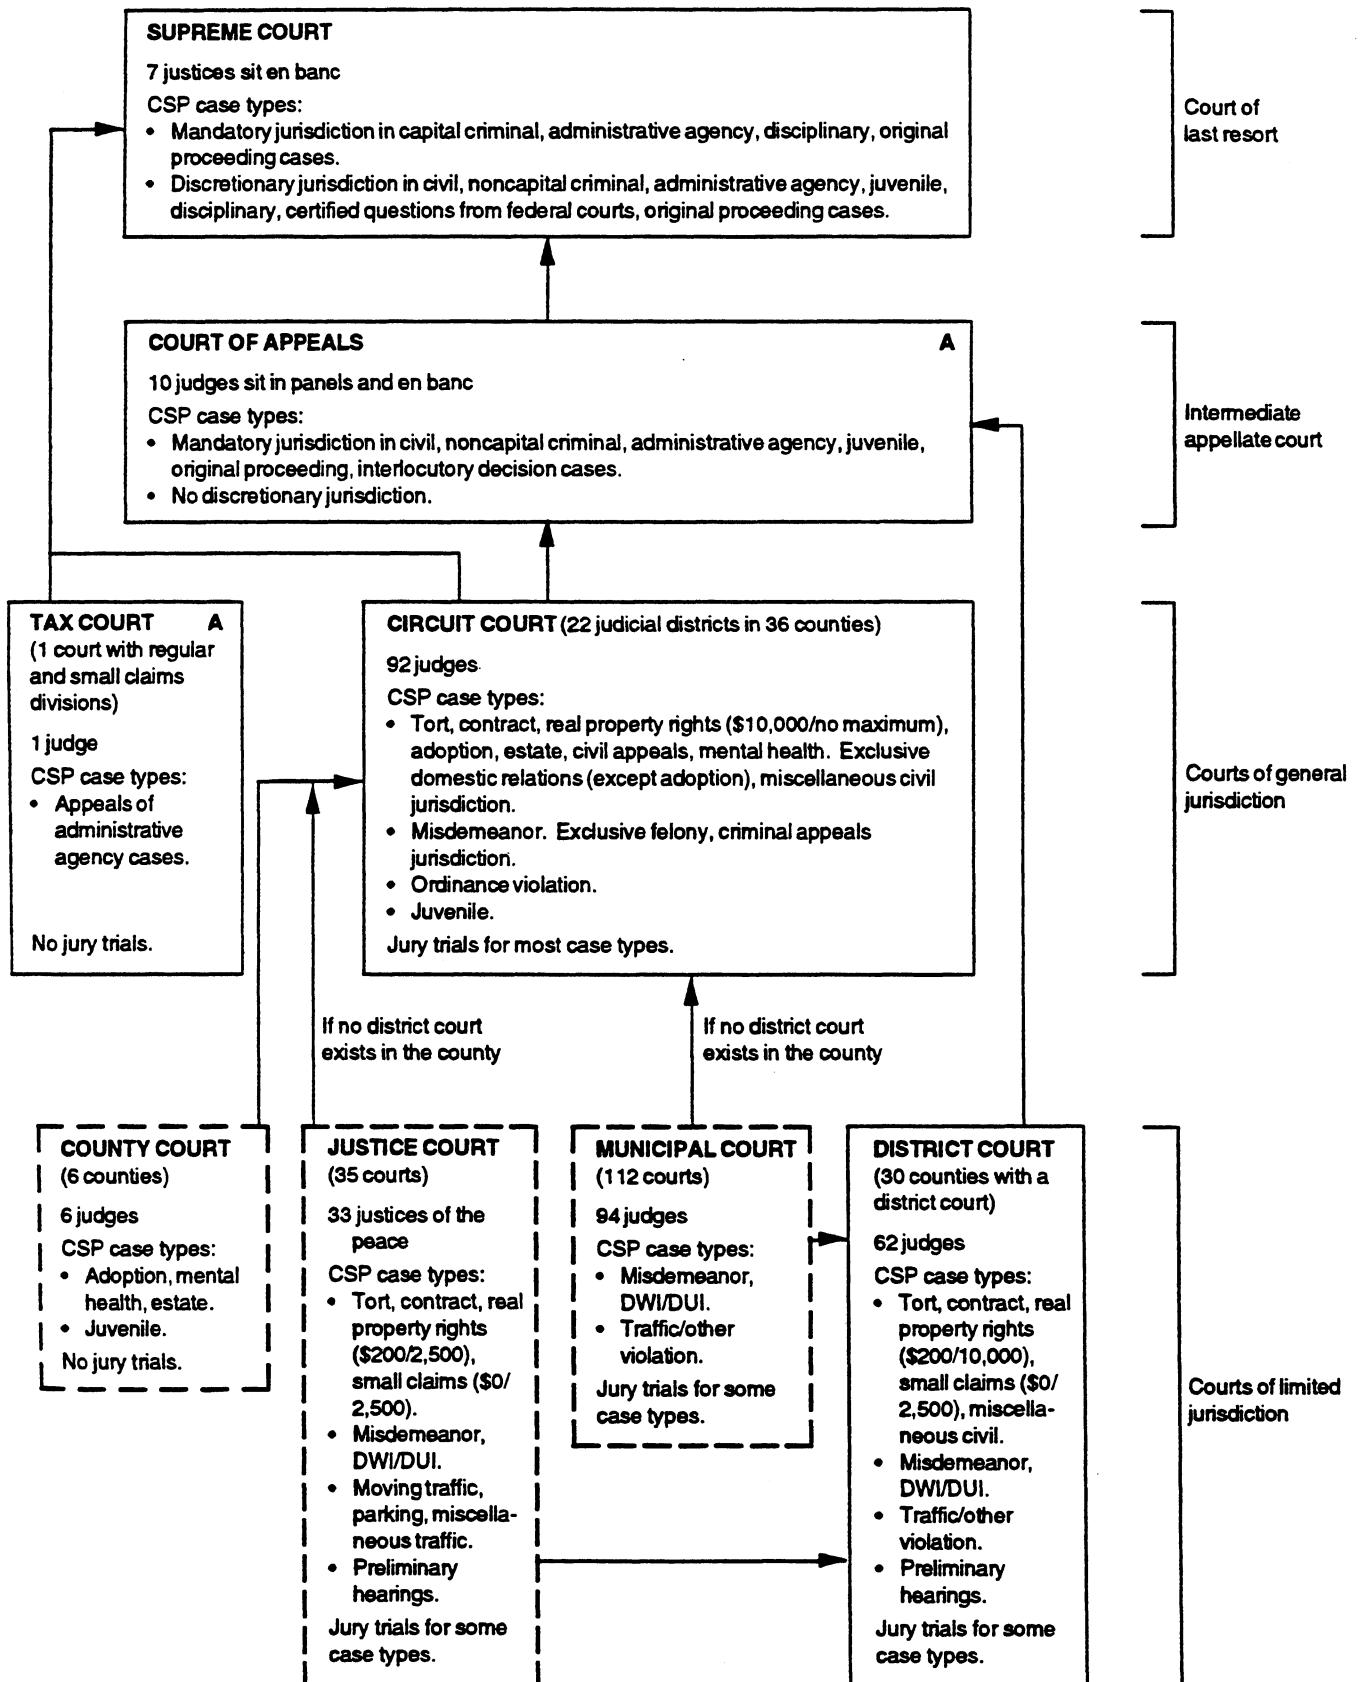 SUPREME COURT
7 justices sit en banc
CSP case types:
• Mandatory jurisdiction in capital criminal, administrative agency, disciplinary, original
proceeding cases.
• Discretionary jurisdiction in civil, noncapital criminal, administrative agency, juvenile,
disciplinary, certified questions from federal courts, original proceeding cases.
Court of
last resort
COURT OF APPEALS A
10 judges sit in panels and en banc
CSP case types:
• Mandatory jurisdiction in civil, noncapital criminal, administrative agency, juvenile,
original proceeding, interlocutory decision cases.
• No discretionary jurisdiction.
Intermediate
appellate court
TAX COURT A
(1 court with regular
and small claims
divisions)
1 judge
CSP case types:
• Appeals of
administrative
agency cases.
No jury trials.
CIRCUIT COURT (22 judicial districts in 36 counties)
92 judges
CSP case types:
• Tort, contract, real property rights ($10,000/no maximum),
adoption, estate, civil appeals, mental health. Exclusive
domestic relations (except adoption), miscellaneous civil
jurisdiction.
• Misdemeanor. Exclusive felony, criminal appeals
jurisdiction.
• Ordinance violation.
• Juvenile.
Jury trials for most case types.
Courts of general
jurisdiction
If no district court
exists in the county
If no district court
exists in the county
COUNTY COURT
(6 counties)
6 judges
CSP case types:
• Adoption, mental
health, estate.
• Juvenile.
No jury trials.
JUSTICE COURT
(35 courts)
33 justices of the
peace
CSP case types:
• Tort, contract, real
property rights
($200/2,500),
small claims ($0/
2,500).
• Misdemeanor,
DWI/DUI.
• Moving traffic,
parking, miscella-
neous traffic.
• Preliminary
hearings.
Jury trials for some
case types.
MUNICIPAL COURT
(112 courts)
94 judges
CSP case types:
• Misdemeanor,
DWI/DUI.
• Traffic/other
violation.
Jury trials for some
case types.
DISTRICT COURT
(30 counties with a
district court)
62 judges
CSP case types:
• Tort, contract, real
property rights
($200/10,000),
small claims ($0/
2,500), miscella-
neous civil.
• Misdemeanor,
DWI/DUI.
• Traffic/other
violation.
• Preliminary
hearings.
Jury trials for some
case types.
Courts of limited
jurisdiction